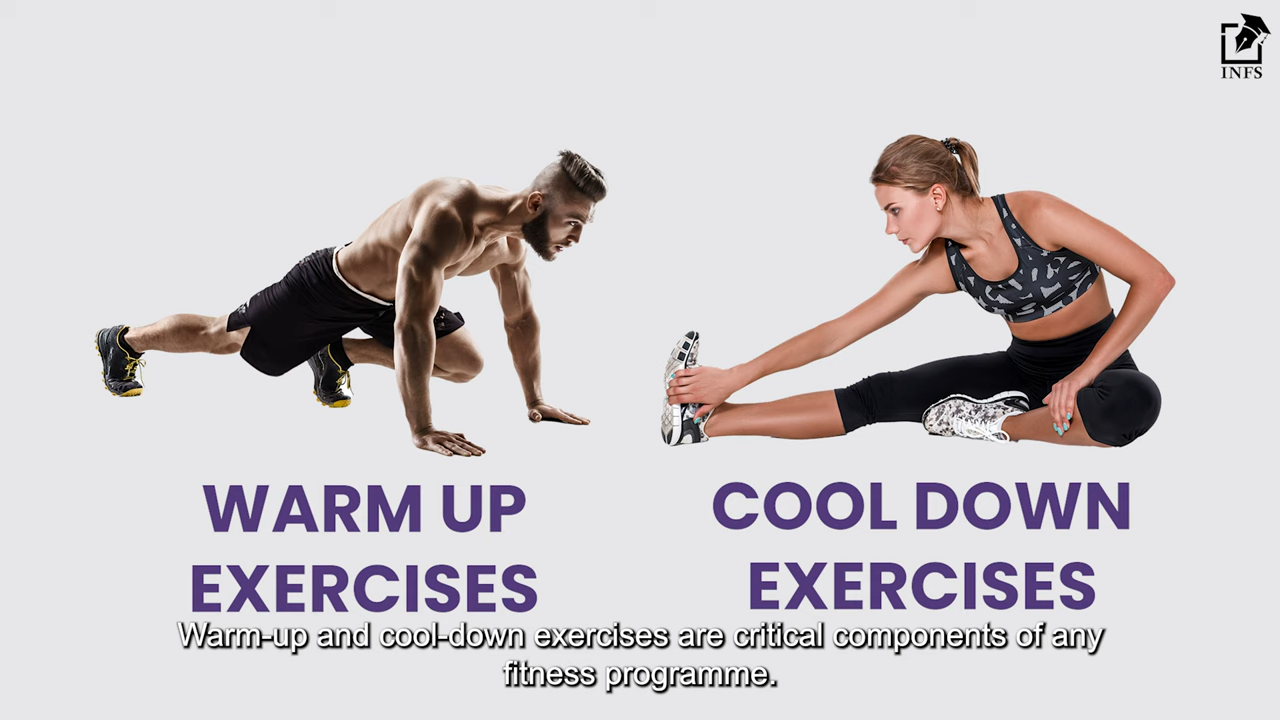 INFS
WARM UP
EXERCISES
COOL DOWN
EXERCISES
Warm-up and cool-down exercises are critical components of any
fitness programme.